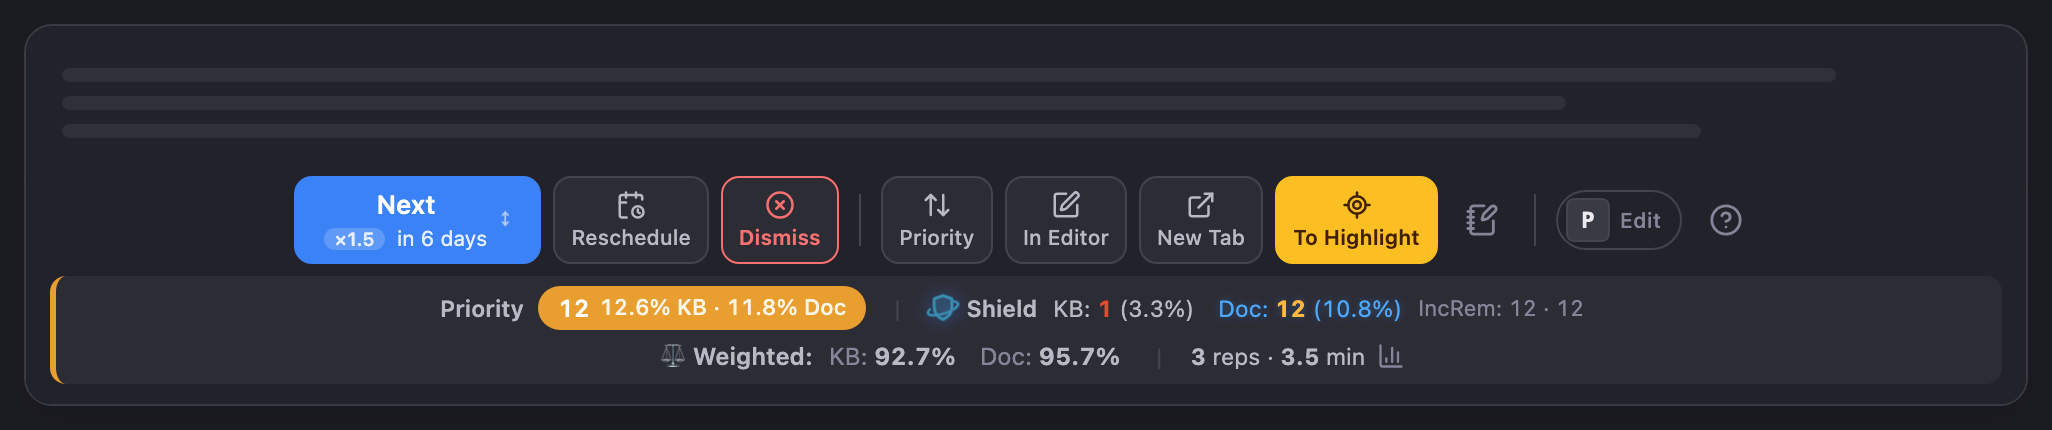 Next
×1.5 in 6 days
Reschedule
Dismiss
Priority
In Editor
New Tab
To Highlight
P Edit
?
Priority 12 12.6% KB · 11.8% Doc | Shield KB: 1 (3.3%) Doc: 12 (10.8%) IncRem: 12 · 12
Weighted: KB: 92.7% Doc: 95.7% | 3 reps · 3.5 min